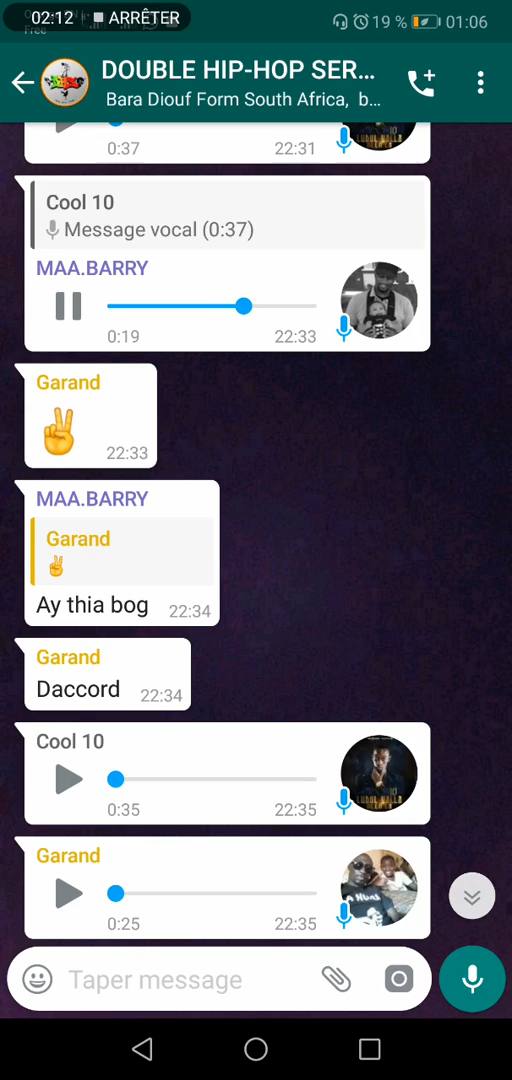 02:12 ARRÊTER 19 % 01:06
Free
DOUBLE HIP-HOP SER...
Bara Diouf Form South Africa, b...
0:37 22:31
Cool 10
Message vocal (0:37)
MAA.BARRY
0:19 22:33
Garand
✌
22:33
MAA.BARRY
Garand
✌
Ay thia bog 22:34
Garand
Daccord 22:34
Cool 10
0:35 22:35
Garand
0:25 22:35
Taper message